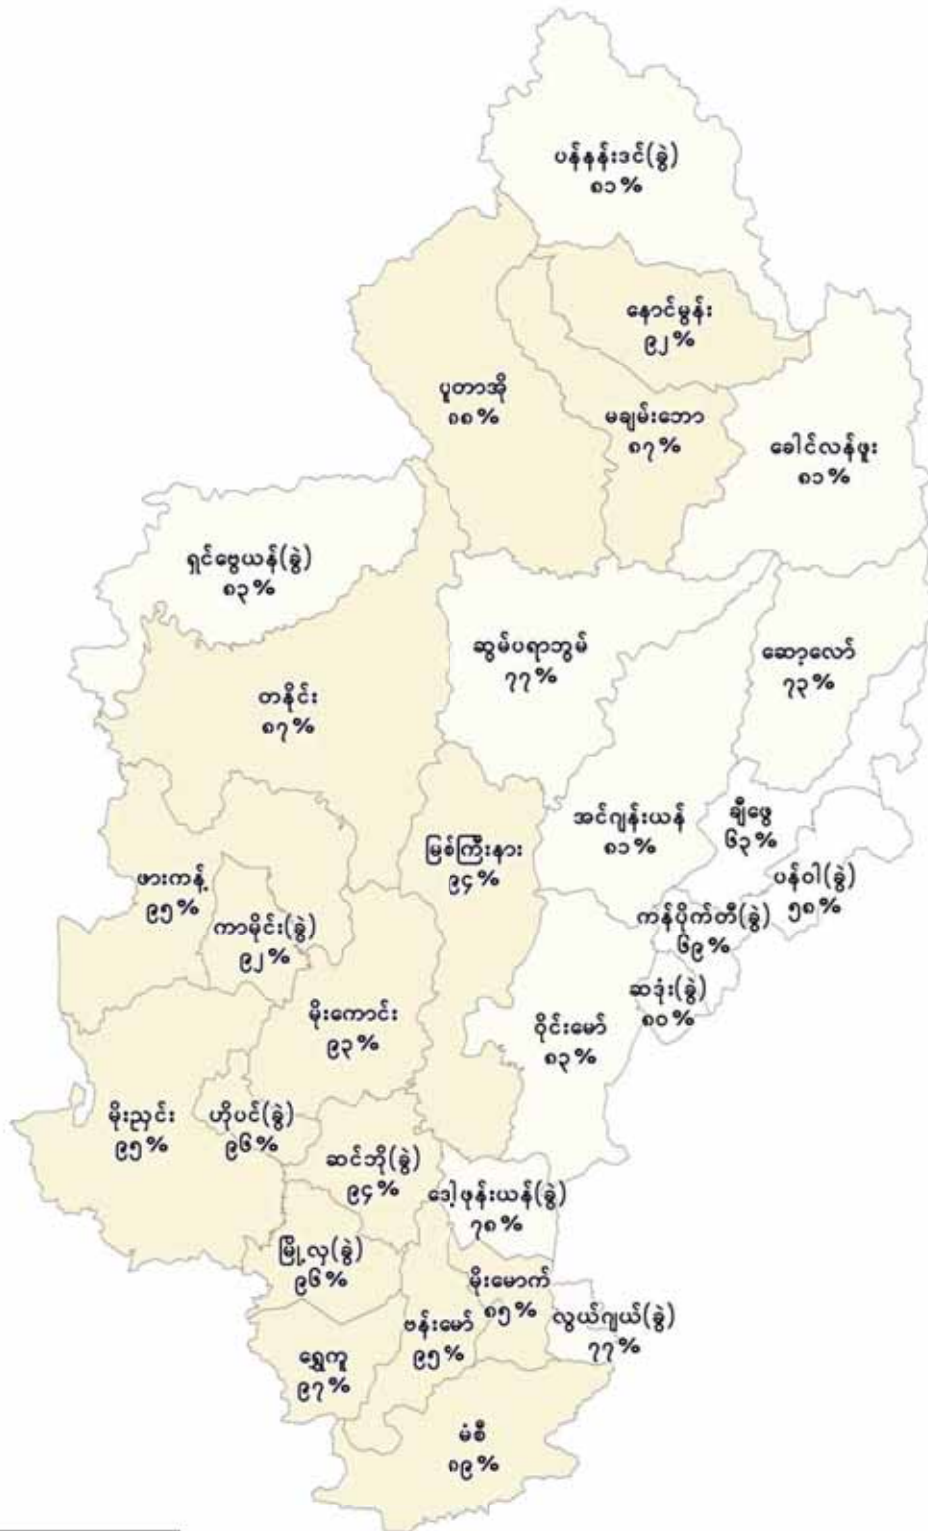 ပန်နန်းဒင်(ခွဲ)
၈၁%
နောင်မွန်း
၉၂%
ပူတာအို
၈၈%
မချမ်းဘော
၈၇%
ခေါင်လန်ဖူး
၈၁%
ရှင်ဗွေယန်(ခွဲ)
၈၃%
ဆွမ်ပရာဘွမ်
၇၇%
ဆော့လော်
၇၃%
တနိုင်း
၈၇%
အင်ဂျန်းယန်
၈၁%
ချီဖွေ
၆၃%
မြစ်ကြီးနား
၉၄%
ဖားကန့်
၉၅%
ပန်ဝါ(ခွဲ)
၅၈%
ကာမိုင်း(ခွဲ)
၉၂%
ကန်ပိုက်တီ(ခွဲ)
၆၉%
ဆဒုံး(ခွဲ)
၈၀%
မိုးကောင်း
၉၃%
ဝိုင်းမော်
၈၃%
မိုးညှင်း
၉၅%
ဟိုပင်(ခွဲ)
၉၆%
ဆင်ဘို(ခွဲ)
၉၄%
ဒေါ့ဖုန်းယန်(ခွဲ)
၇၈%
မြို့လှ(ခွဲ)
၉၆%
မိုးမောက်
၈၅%
လွယ်ဂျယ်(ခွဲ)
၇၇%
ဗန်းမော်
၉၅%
ရွှေကူ
၉၇%
မံစီ
၈၉%